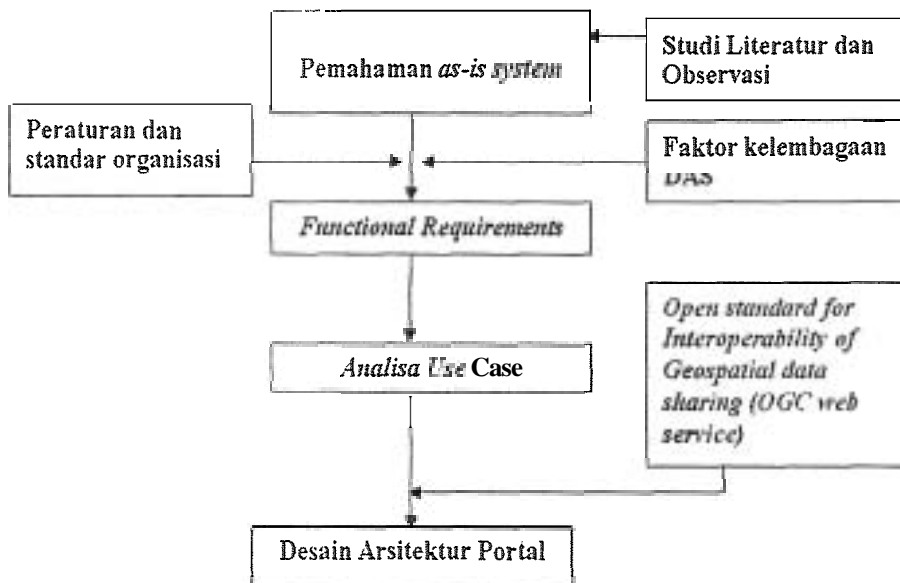 Pemahaman as-is system
Studi Literatur dan
Observasi
Peraturan dan
standar organisasi
Faktor kelembagaan
DAS
Functional Requirements
Open standard for
Interoperability of
Geospatial data
sharing (OGC web
service)
Analisa Use Case
Desain Arsitektur Portal